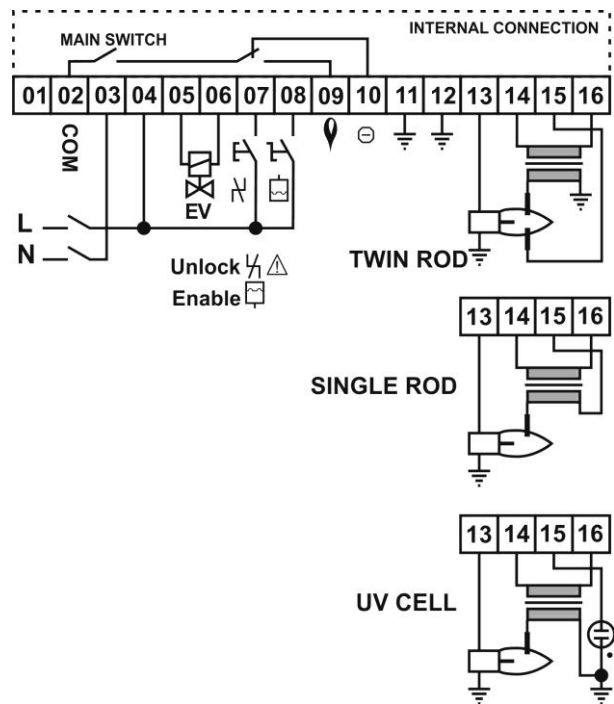 INTERNAL CONNECTION
MAIN SWITCH
01 02 03 04 05 06 07 08 09 10 11 12 13 14 15 16
COM
EV
L
N
Unlock
Enable
TWIN ROD
13 14 15 16
SINGLE ROD
13 14 15 16
UV CELL